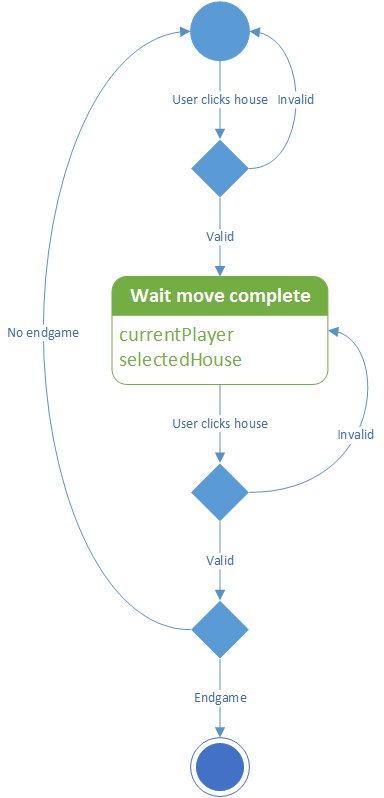 User clicks house
Invalid
Valid
Wait move complete
currentPlayer
selectedHouse
No endgame
User clicks house
Invalid
Valid
Endgame